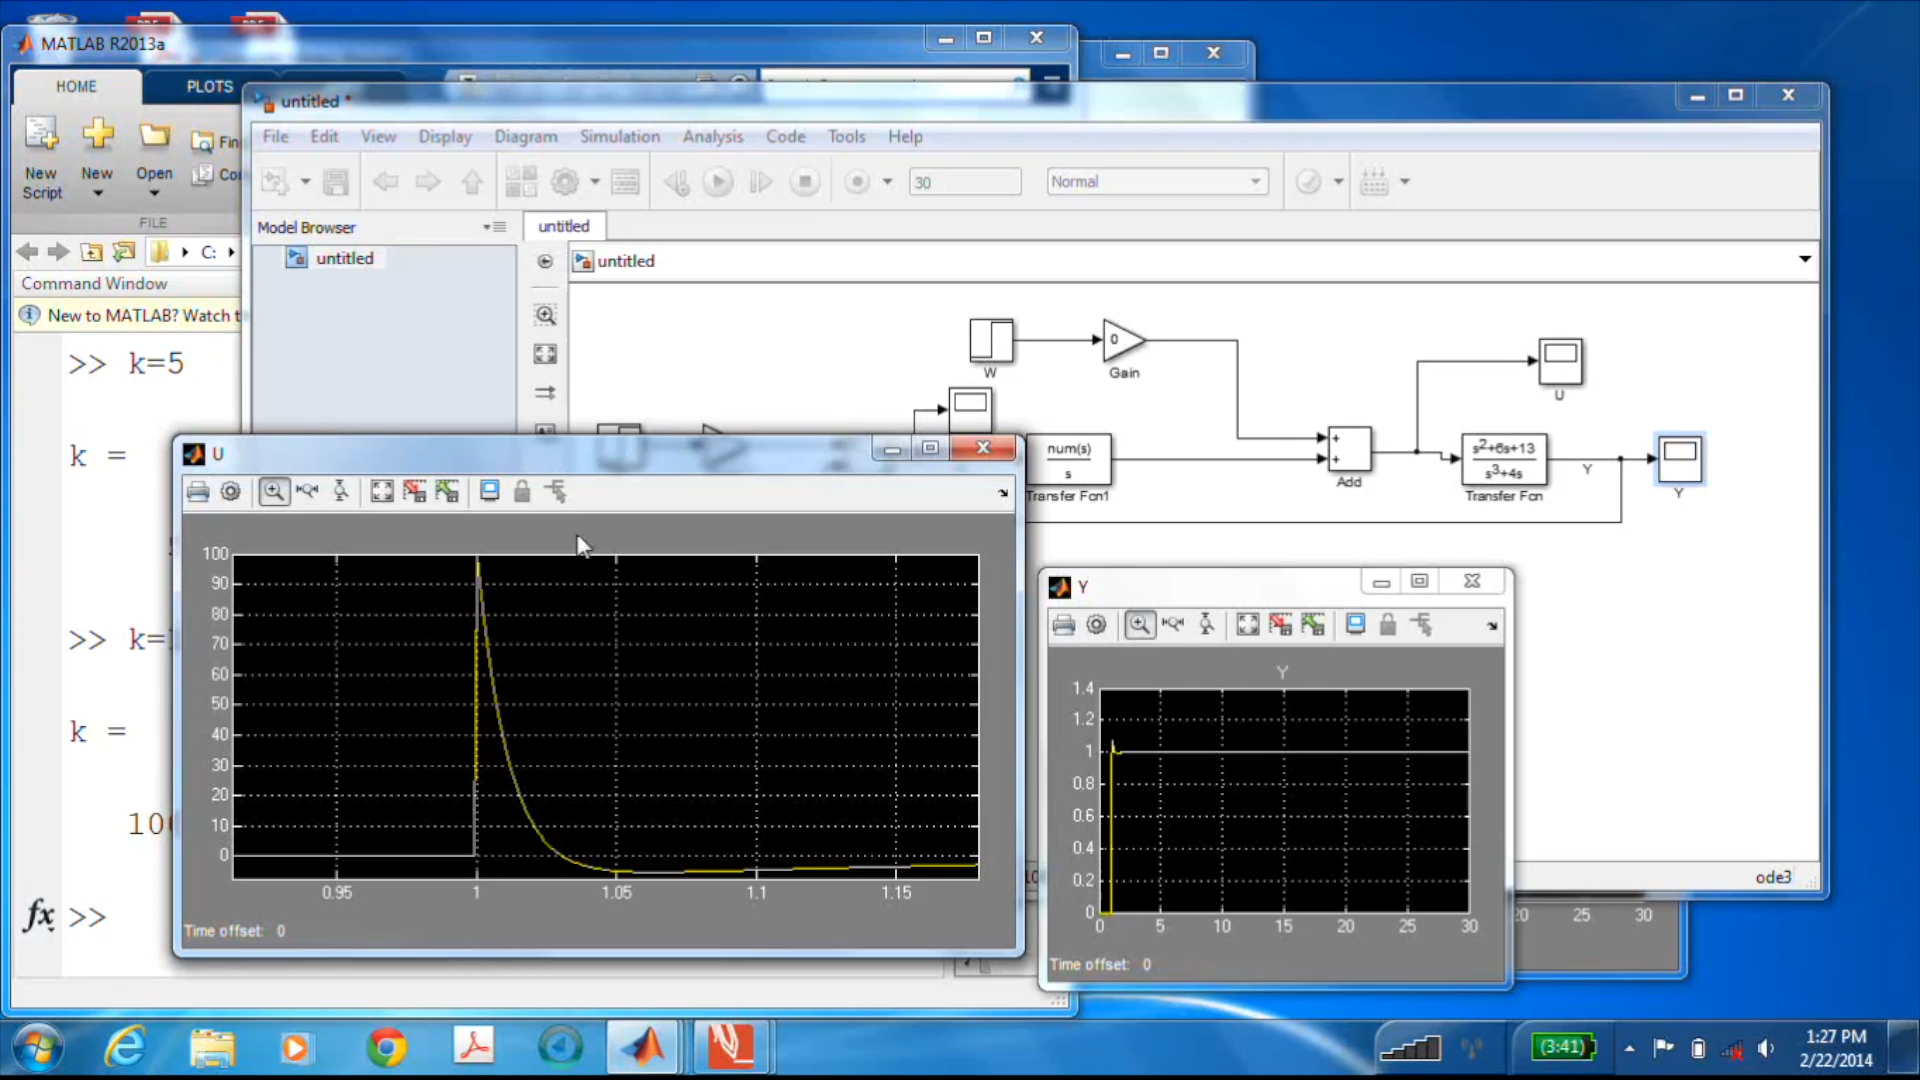 MATLAB R2013a
HOME
PLOTS
New
Script
New
Open
FILE
C:
Command Window
New to MATLAB? Watch
>> k=5
k =
>> k=
k =
fx >>
untitled *
File Edit View Display Diagram Simulation Analysis Code Tools Help
30
Normal
Model Browser
untitled
untitled
untitled
W
0
Gain
U
num(s)
s
Transfer Fcn1
+
+
Add
s²+6s+13
s³+4s
Transfer Fcn
Y
Y
ode3
U
100
90
80
70
60
50
40
30
20
10
0
0.95 1 1.05 1.1 1.15
Time offset: 0
Y
Y
1.4
1.2
1
0.8
0.6
0.4
0.2
0
0 5 10 15 20 25 30
Time offset: 0
20 25 30
(3:41)
1:27 PM
2/22/2014